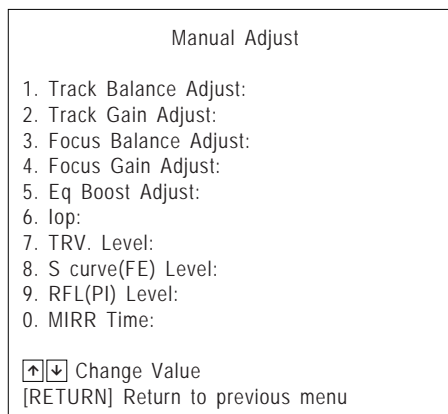 Manual Adjust
1. Track Balance Adjust:
2. Track Gain Adjust:
3. Focus Balance Adjust:
4. Focus Gain Adjust:
5. Eq Boost Adjust:
6. Iop:
7. TRV. Level:
8. S curve(FE) Level:
9. RFL(PI) Level:
0. MIRR Time:
↑ ↓ Change Value
[RETURN] Return to previous menu